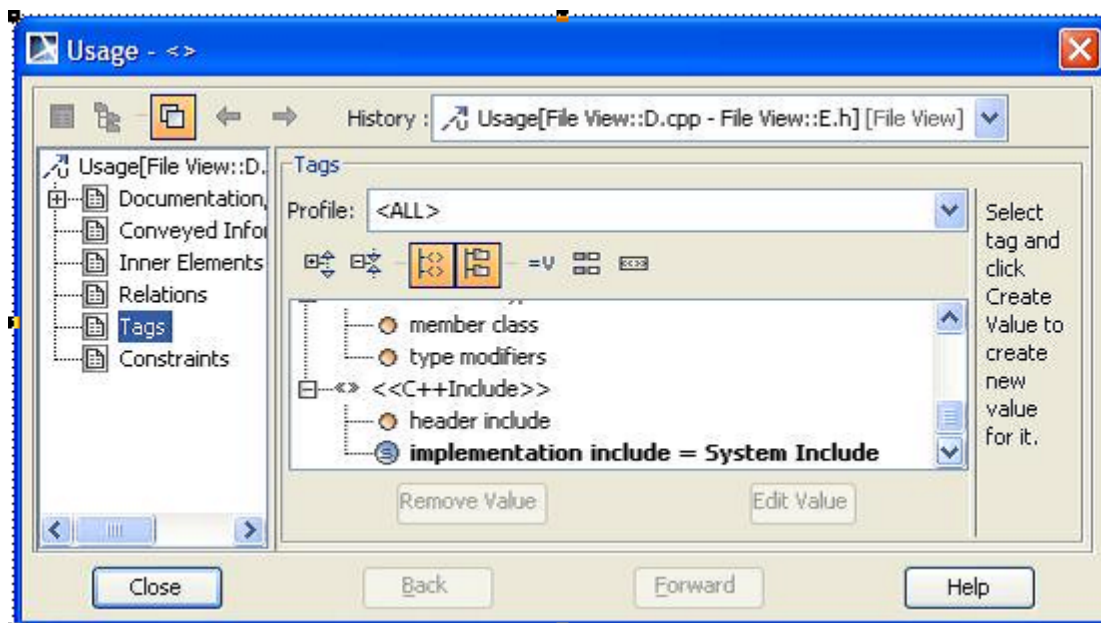 Usage - <>
History : Usage[File View::D.cpp - File View::E.h] [File View]
Usage[File View::D.
Documentation,
Conveyed Infor
Inner Elements
Relations
Tags
Constraints
Tags
Profile: <ALL>
=V
member class
type modifiers
<<C++Include>>
header include
implementation include = System Include
Remove Value
Edit Value
Select
tag and
click
Create
Value to
create
new
value
for it.
Close
Back
Forward
Help